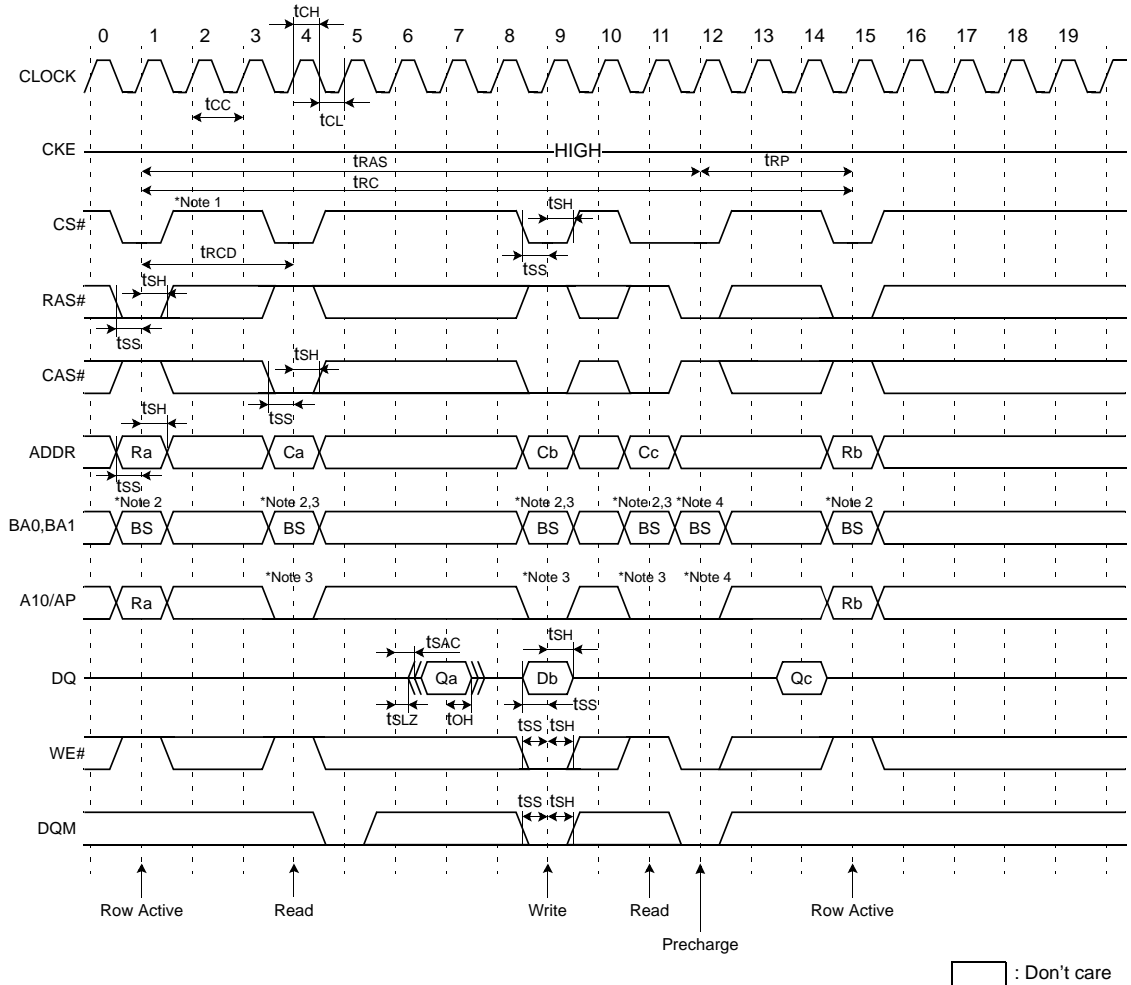 tCH
0 1 2 3 4 5 6 7 8 9 10 11 12 13 14 15 16 17 18 19
CLOCK
tCC
tCL
CKE
HIGH
tRAS
tRP
tRC
*Note 1
tSH
CS#
tRCD
tSS
tSH
RAS#
tSS
tSH
CAS#
tSH
tSS
ADDR
Ra Ca Cb Cc Rb
tSS
*Note 2 *Note 2,3 *Note 2,3 *Note 2,3 *Note 4 *Note 2
BA0,BA1
BS BS BS BS BS BS
*Note 3 *Note 3 *Note 3 *Note 4
A10/AP
Ra Rb
tSAC
tSH
DQ
Qa Db Qc
tSLZ
tOH
tSS
tSS tSH
WE#
tSS tSH
DQM
Row Active Read Write Read Row Active
Precharge
: Don't care